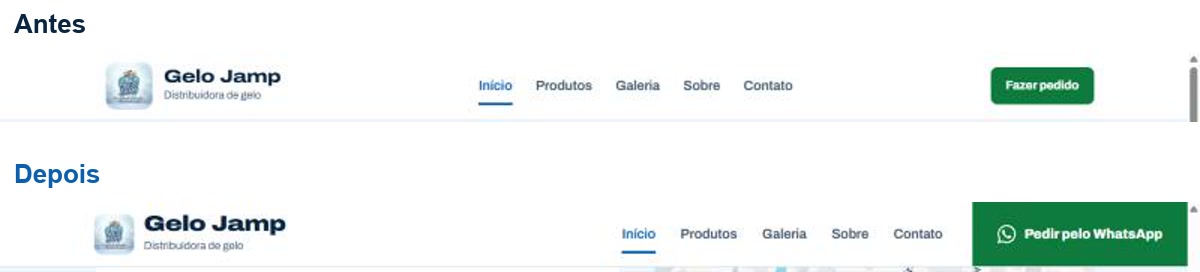 Antes
Gelo Jamp
Distribuidora de gelo
Início Produtos Galeria Sobre Contato
Fazer pedido
Depois
Gelo Jamp
Distribuidora de gelo
Início Produtos Galeria Sobre Contato
Pedir pelo WhatsApp